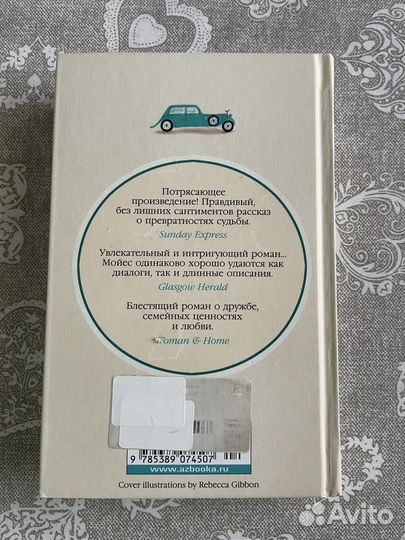 Потрясающее
произведение! Правдивый,
без лишних сантиментов рассказ
о превратностях судьбы.
Sunday Express
Увлекательный и интригующий роман...
Мойес одинаково хорошо удаются как
диалоги, так и длинные описания.
Glasgow Herald
Блестящий роман о дружбе,
семейных ценностях
и любви.
Woman & Home
9 785389 074507
www.azbooka.ru
Cover illustrations by Rebecca Gibbon
Avito